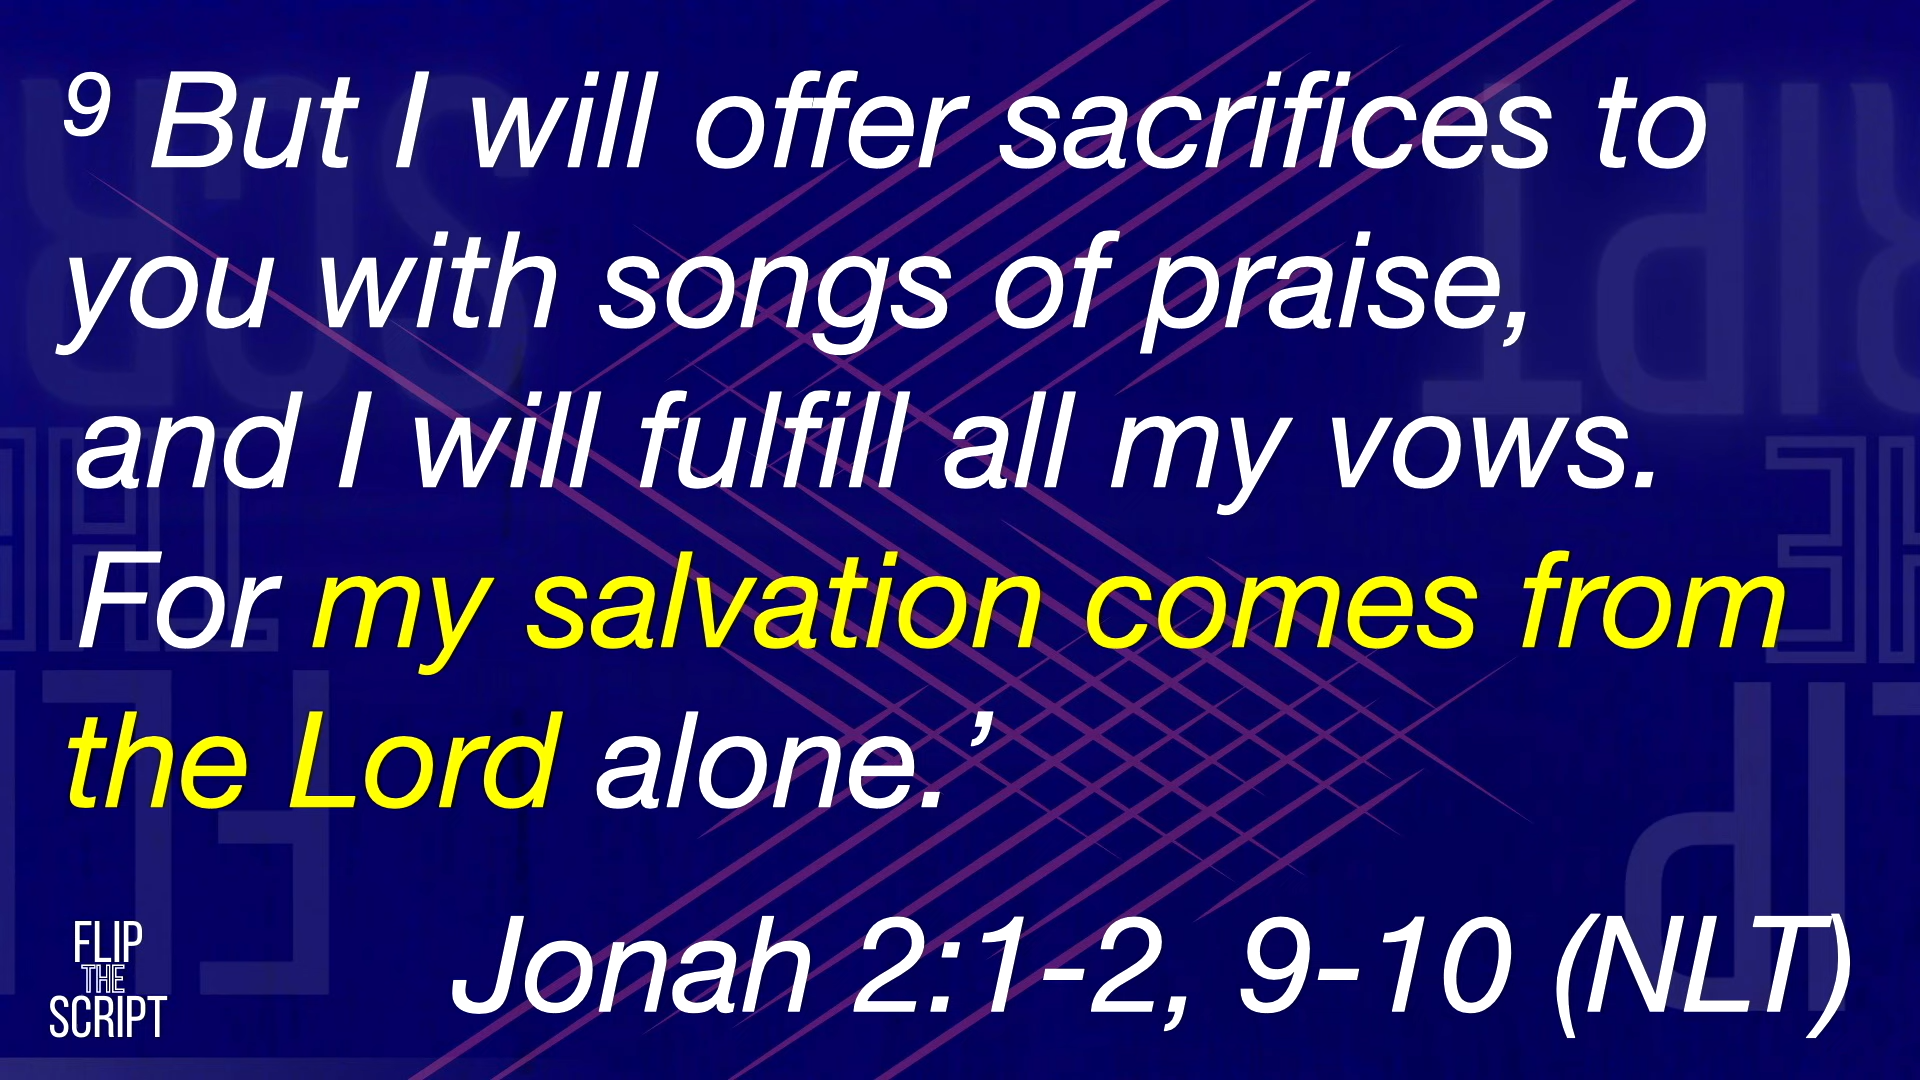 9 But I will offer sacrifices to
you with songs of praise,
and I will fulfill all my vows.
For my salvation comes from
the Lord alone.’
Jonah 2:1-2, 9-10 (NLT)
FLIP
THE
SCRIPT